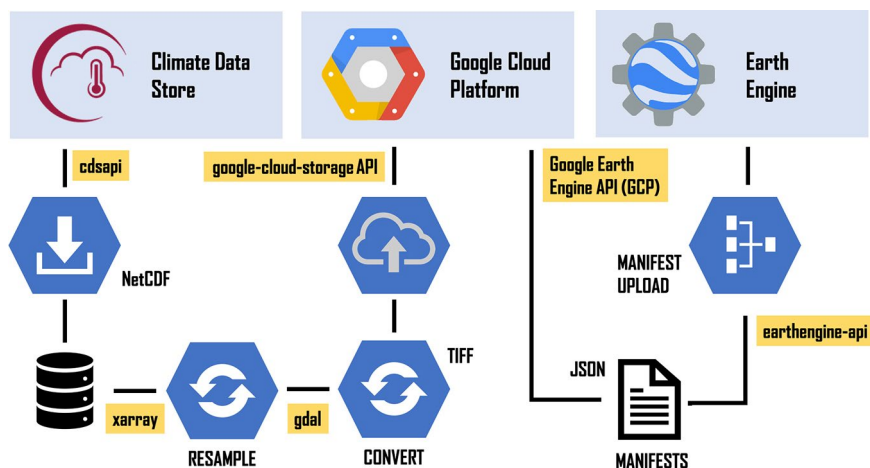 Climate Data
Store
Google Cloud
Platform
Earth
Engine
cdsapi
google-cloud-storage API
Google Earth
Engine API (GCP)
NetCDF
MANIFEST
UPLOAD
earthengine-api
TIFF
JSON
xarray
gdal
RESAMPLE
CONVERT
MANIFESTS